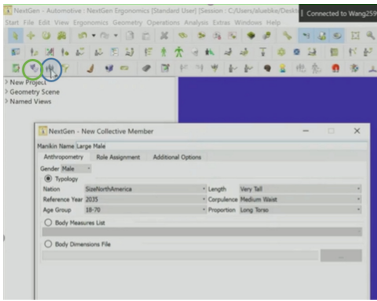 NextGen - Automotive : NextGen Ergonomics [Standard User] [Session : C:/Users/
Connected to Wang259
Start File Edit View Ergonomics Geometry Operations Analysis Extras Windows Help
> New Project
> Geometry Scene
> Named Views
NextGen - New Collective Member
Manikin Name Large Male
Anthropometry Role Assignment Additional Options
Gender Male
Typology
Nation SizeNorthAmerica Length Very Tall
Reference Year 2035 Corpulence Medium Waist
Age Group 18-70 Proportion Long Torso
Body Measures List
Body Dimensions File
...